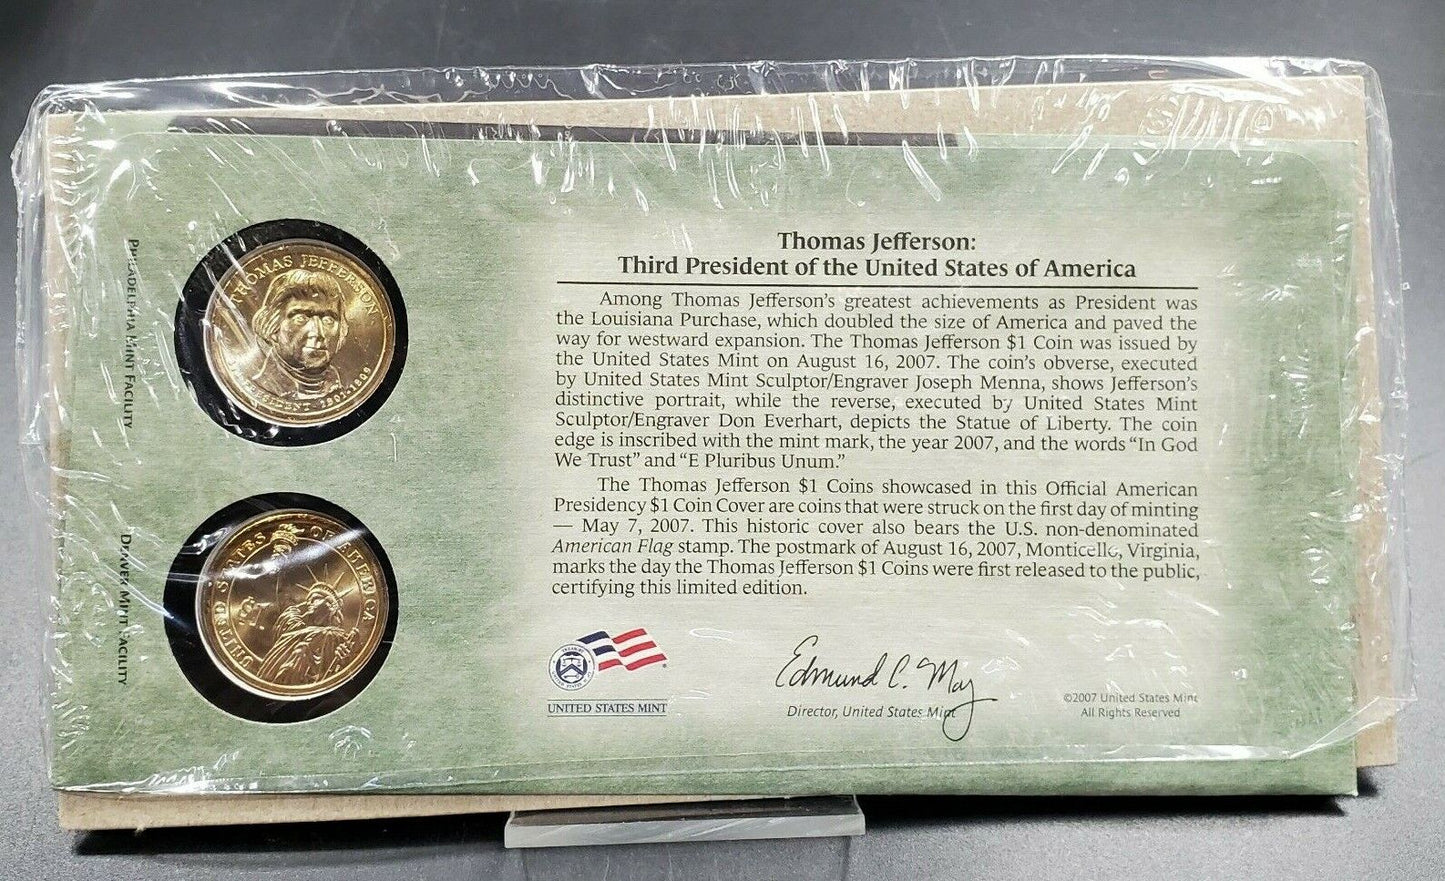 PHILADELPHIA MINT FACILITY
THOMAS JEFFERSON
PRESIDENT 1801-1809
DENVER MINT FACILITY
UNITED STATES OF AMERICA
$1
Thomas Jefferson:
Third President of the United States of America
Among Thomas Jefferson's greatest achievements as President was
the Louisiana Purchase, which doubled the size of America and paved the
way for westward expansion. The Thomas Jefferson $1 Coin was issued by
the United States Mint on August 16, 2007. The coin's obverse, executed
by United States Mint Sculptor/Engraver Joseph Menna, shows Jefferson's
distinctive portrait, while the reverse, executed by United States Mint
Sculptor/Engraver Don Everhart, depicts the Statue of Liberty. The coin
edge is inscribed with the mint mark, the year 2007, and the words "In God
We Trust" and "E Pluribus Unum."
The Thomas Jefferson $1 Coins showcased in this Official American
Presidency $1 Coin Cover are coins that were struck on the first day of minting
— May 7, 2007. This historic cover also bears the U.S. non-denominated
American Flag stamp. The postmark of August 16, 2007, Monticello, Virginia,
marks the day the Thomas Jefferson $1 Coins were first released to the public,
certifying this limited edition.
UNITED STATES MINT
Edmund C. Moy
Director, United States Mint
©2007 United States Mint
All Rights Reserved